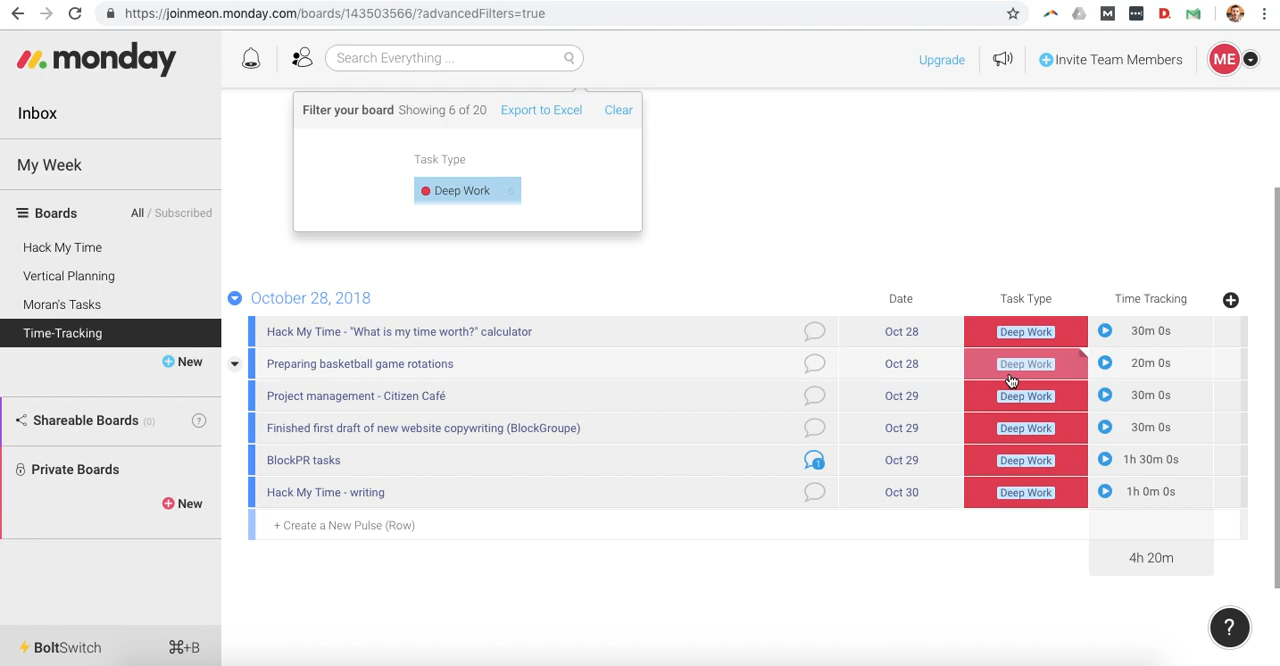 https://joinmeon.monday.com/boards/143503566/?advancedFilters=true
M
D.
monday
Search Everything ...
Upgrade
Invite Team Members
ME
Filter your board Showing 6 of 20 Export to Excel Clear
Task Type
Deep Work 6
Inbox
My Week
Boards All / Subscribed
Hack My Time
Vertical Planning
Moran's Tasks
Time-Tracking
New
Shareable Boards (0) ?
Private Boards
New
BoltSwitch ⌘+B
October 28, 2018 Date Task Type Time Tracking
Hack My Time - "What is my time worth?" calculator Oct 28 Deep Work 30m 0s
Preparing basketball game rotations Oct 28 Deep Work 20m 0s
Project management - Citizen Café Oct 29 Deep Work 30m 0s
Finished first draft of new website copywriting (BlockGroupe) Oct 29 Deep Work 30m 0s
BlockPR tasks 1 Oct 29 Deep Work 1h 30m 0s
Hack My Time - writing Oct 30 Deep Work 1h 0m 0s
+ Create a New Pulse (Row)
4h 20m
?